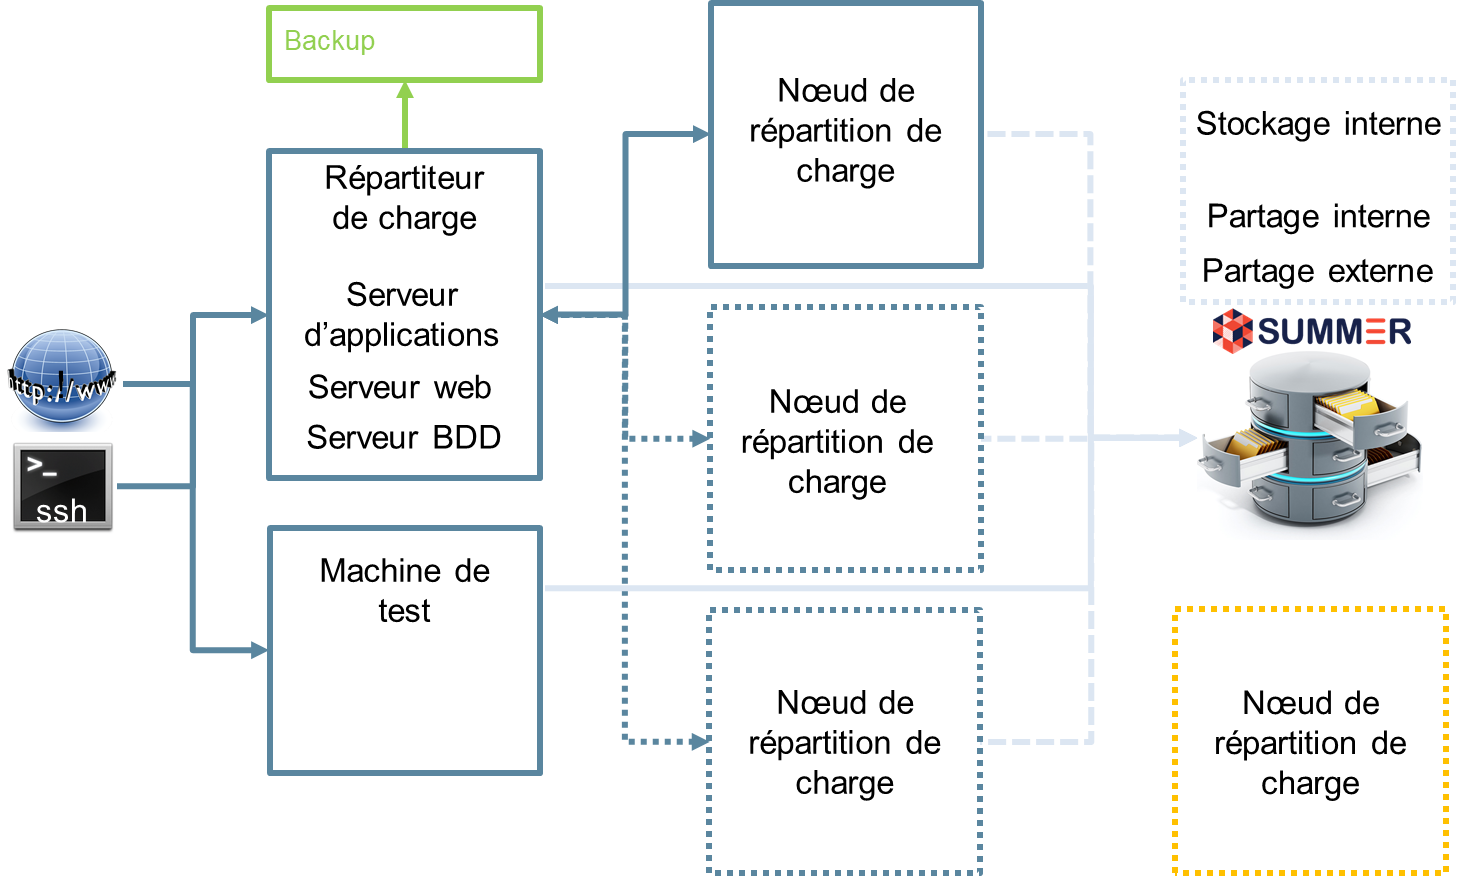 Backup
Répartiteur
de charge
Serveur
d'applications
Serveur web
Serveur BDD
http://www
>_
ssh
Machine de
test
Nœud de
répartition de
charge
Nœud de
répartition de
charge
Nœud de
répartition de
charge
Stockage interne
Partage interne
Partage externe
SUMMER
Nœud de
répartition de
charge